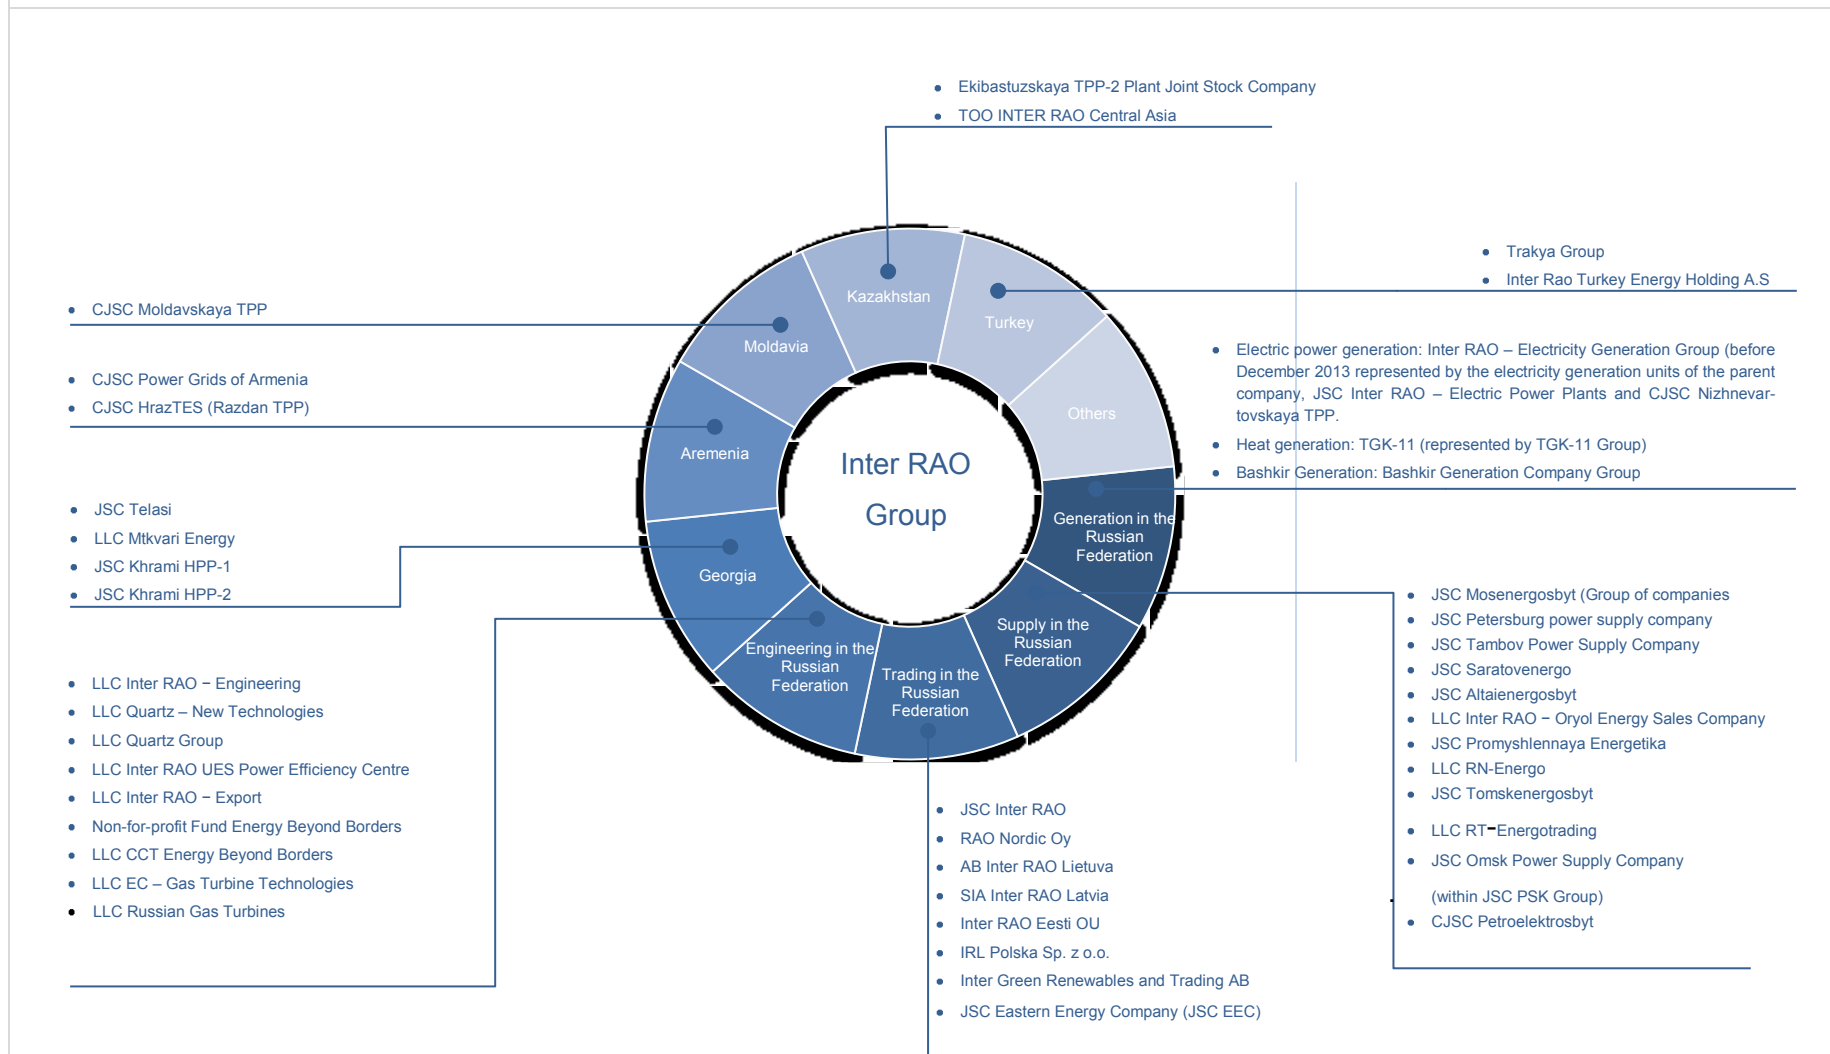 • Ekibastuzskaya TPP-2 Plant Joint Stock Company
• TOO INTER RAO Central Asia
• Trakya Group
• Inter Rao Turkey Energy Holding A.S
• CJSC Moldavskaya TPP
• CJSC Power Grids of Armenia
• CJSC HrazTES (Razdan TPP)
• JSC Telasi
• LLC Mtkvari Energy
• JSC Khrami HPP-1
• JSC Khrami HPP-2
• LLC Inter RAO − Engineering
• LLC Quartz – New Technologies
• LLC Quartz Group
• LLC Inter RAO UES Power Efficiency Centre
• LLC Inter RAO − Export
• Non-for-profit Fund Energy Beyond Borders
• LLC CCT Energy Beyond Borders
• LLC EC – Gas Turbine Technologies
• LLC Russian Gas Turbines
Kazakhstan
Turkey
Moldavia
Others
Aremenia
Inter RAO
Group
Generation in the
Russian
Federation
Georgia
Supply in the
Russian
Federation
Engineering in the
Russian
Federation
Trading in the
Russian
Federation
• Electric power generation: Inter RAO – Electricity Generation Group (before
December 2013 represented by the electricity generation units of the parent
company, JSC Inter RAO – Electric Power Plants and CJSC Nizhnevar-
tovskaya TPP.
• Heat generation: TGK-11 (represented by TGK-11 Group)
• Bashkir Generation: Bashkir Generation Company Group
• JSC Mosenergosbyt (Group of companies
• JSC Petersburg power supply company
• JSC Tambov Power Supply Company
• JSC Saratovenergo
• JSC Altaienergosbyt
• LLC Inter RAO − Oryol Energy Sales Company
• JSC Promyshlennaya Energetika
• LLC RN-Energo
• JSC Tomskenergosbyt
• LLC RT−Energotrading
• JSC Omsk Power Supply Company
(within JSC PSK Group)
• CJSC Petroelektrosbyt
• JSC Inter RAO
• RAO Nordic Oy
• AB Inter RAO Lietuva
• SIA Inter RAO Latvia
• Inter RAO Eesti OU
• IRL Polska Sp. z o.o.
• Inter Green Renewables and Trading AB
• JSC Eastern Energy Company (JSC EEC)